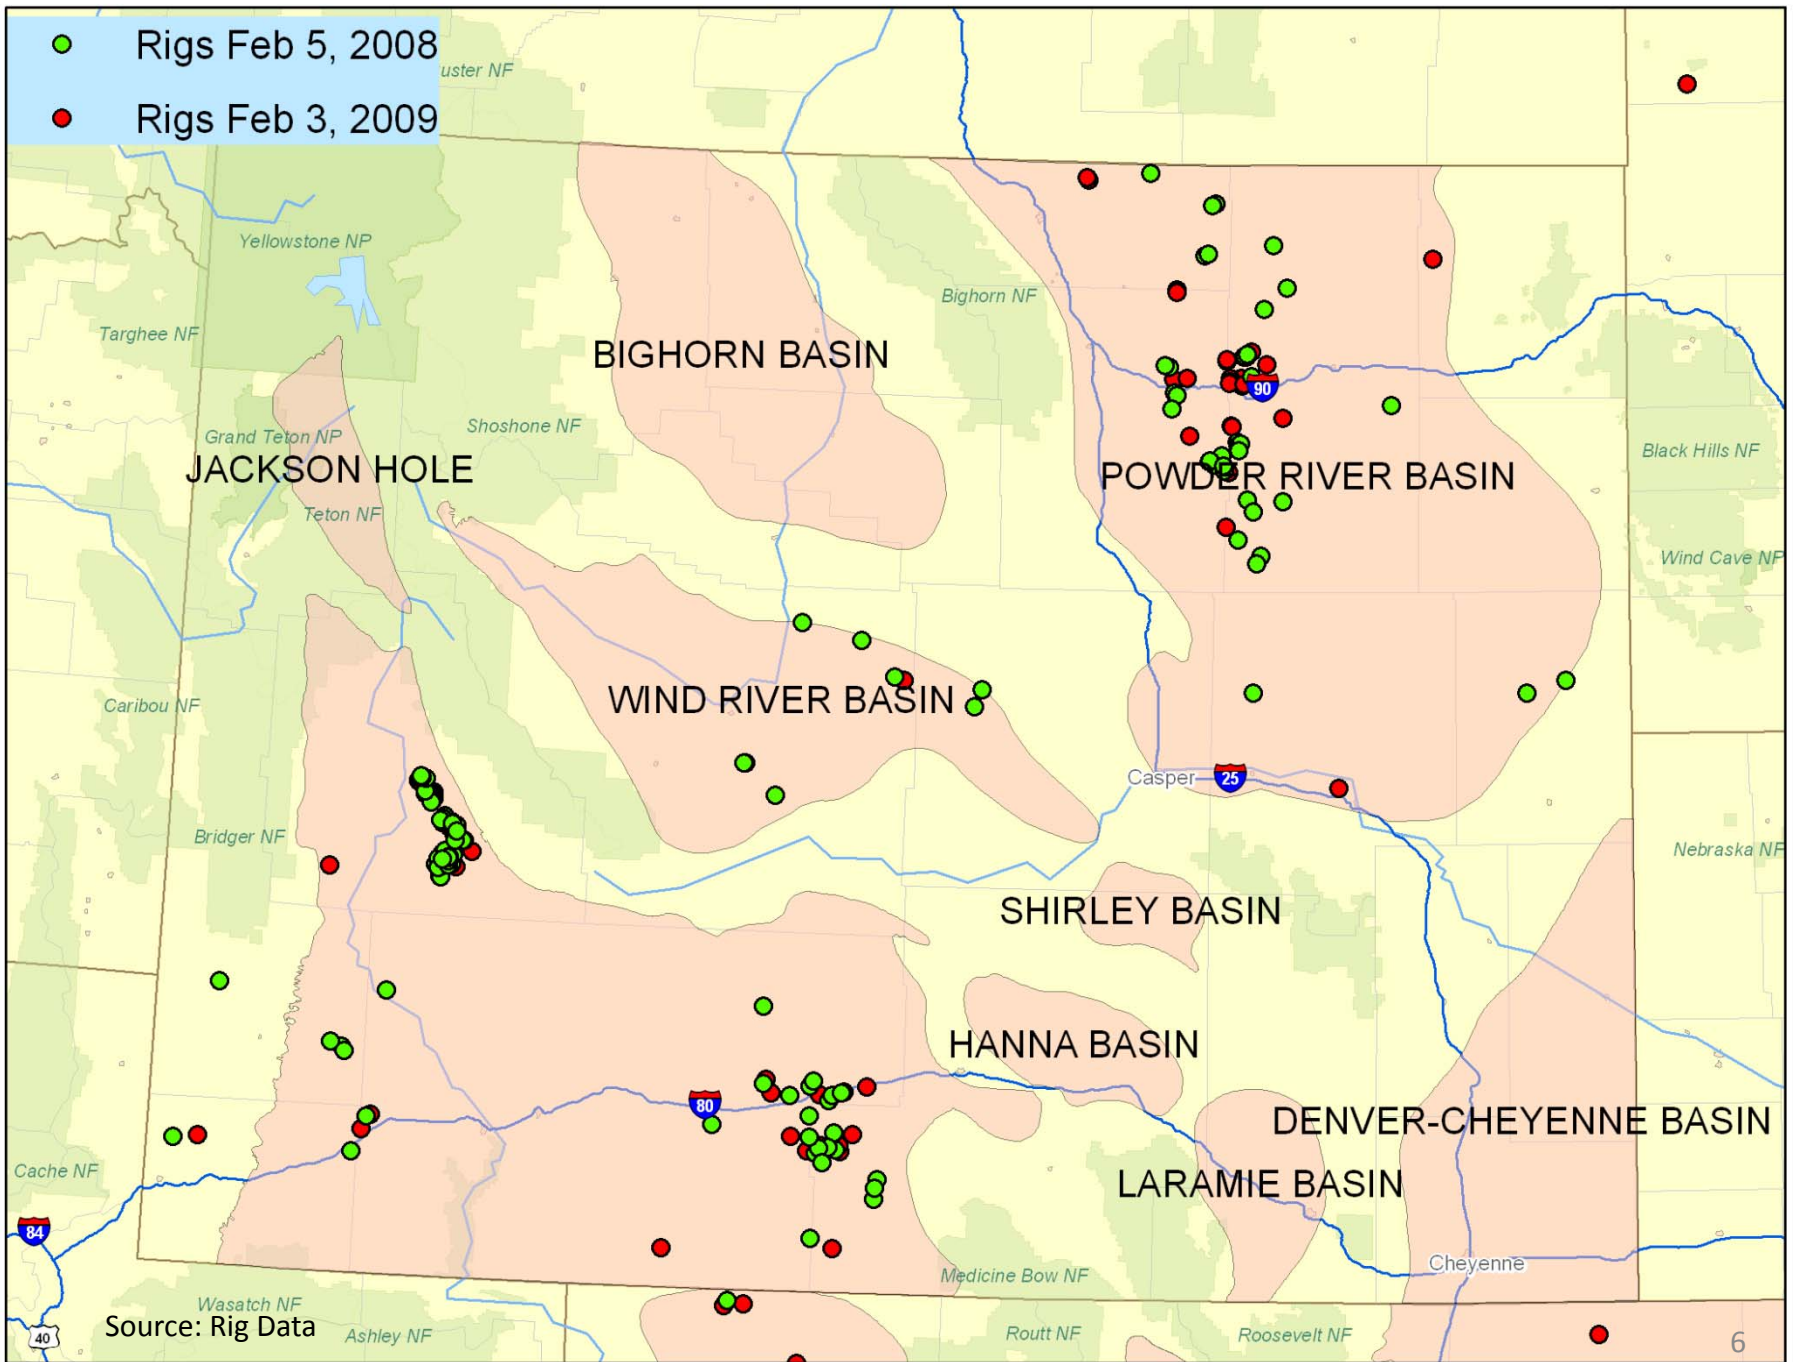 Rigs Feb 5, 2008
uster NF
Rigs Feb 3, 2009
Yellowstone NP
Bighorn NF
Targhee NF
BIGHORN BASIN
90
Shoshone NF
Grand Teton NP
Black Hills NF
JACKSON HOLE
POWDER RIVER BASIN
Teton NF
Wind Cave NP
WIND RIVER BASIN
Caribou NF
Casper
25
Bridger NF
Nebraska NF
SHIRLEY BASIN
HANNA BASIN
80
DENVER-CHEYENNE BASIN
Cache NF
LARAMIE BASIN
84
Cheyenne
Medicine Bow NF
Wasatch NF
Source: Rig Data
40
Ashley NF
Routt NF
Roosevelt NF
6